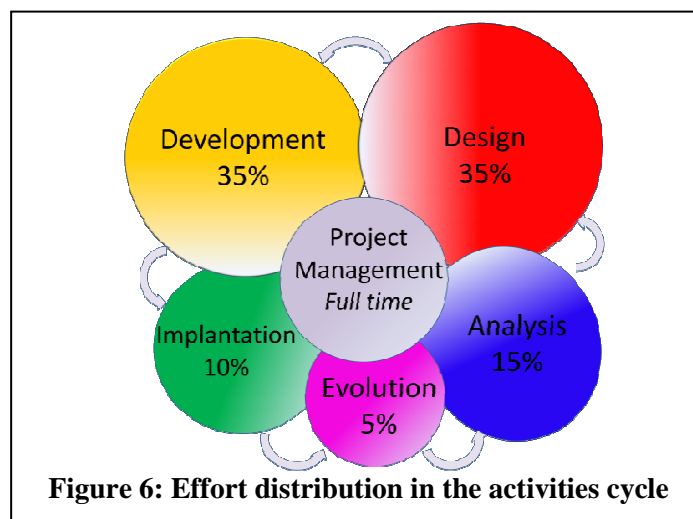 Development
35%
Design
35%
Project
Management
Full time
Implantation
10%
Analysis
15%
Evolution
5%
Figure 6: Effort distribution in the activities cycle